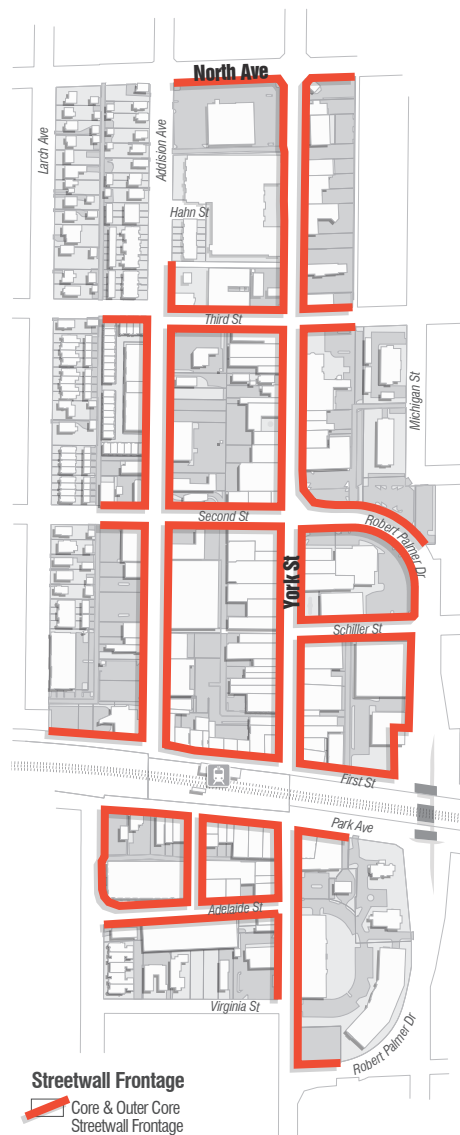 North Ave
Larch Ave
Addision Ave
Hahn St
Third St
Michigan St
Second St
Robert Palmer Dr
York St
Schiller St
First St
Park Ave
Adelaide St
Virginia St
Robert Palmer Dr
Streetwall Frontage
Core & Outer Core
Streetwall Frontage